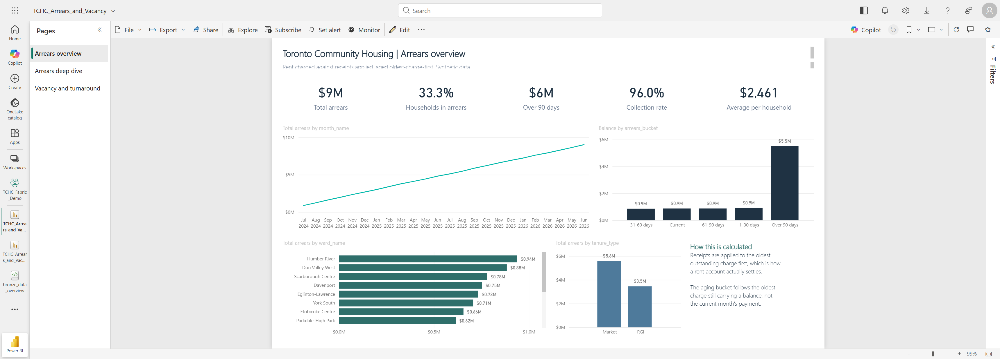 TCHC_Arrears_and_Vacancy
Search
Home
Copilot
Create
OneLake
catalog
Apps
Workspaces
TCHC_Fabric
_Demo
TCHC_Arrea
rs_and_Va...
TCHC_Arrear
s_and_Vac...
bronze_data
_overview
Power BI
Pages
Arrears overview
Arrears deep dive
Vacancy and turnaround
File
Export
Share
Explore
Subscribe
Set alert
Monitor
Edit
Copilot
Filters
Toronto Community Housing | Arrears overview
Rent charged against receipts applied, aged oldest-charge-first. Synthetic data
$9M
Total arrears
33.3%
Households in arrears
$6M
Over 90 days
96.0%
Collection rate
$2,461
Average per household
Total arrears by month_name
$10M
$5M
$0M
Jul Aug Sep Oct Nov Dec Jan Feb Mar Apr May Jun Jul Aug Sep Oct Nov Dec Jan Feb Mar Apr May Jun
2024 2024 2024 2024 2024 2024 2025 2025 2025 2025 2025 2025 2025 2025 2025 2025 2025 2025 2026 2026 2026 2026 2026 2026
Balance by arrears_bucket
$6M
$4M
$2M
$0M
$0.9M $0.9M $0.9M $0.9M $5.5M
31-60 days Current 61-90 days 1-30 days Over 90 days
Total arrears by ward_name
Humber River $0.94M
Don Valley West $0.88M
Scarborough Centre $0.78M
Davenport $0.75M
Eglinton-Lawrence $0.73M
York South $0.71M
Etobicoke Centre $0.66M
Parkdale-High Park $0.62M
$0.0M $0.5M $1.0M
Total arrears by tenure_type
$6M
$4M
$2M
$0M
$5.6M
$3.5M
Market RGI
How this is calculated
Receipts are applied to the oldest
outstanding charge first, which is how
a rent account actually settles.
The aging bucket follows the oldest
charge still carrying a balance, not
the current month's payment.
- + 99%